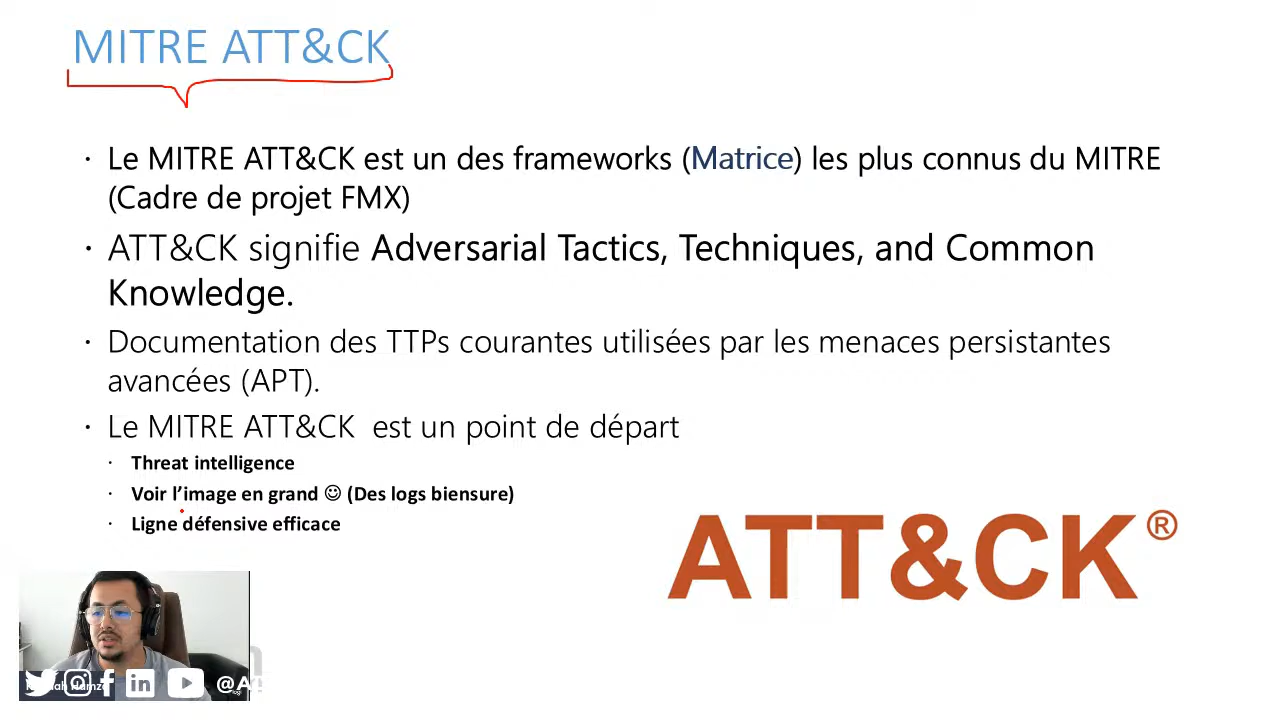 MITRE ATT&CK
· Le MITRE ATT&CK est un des frameworks (Matrice) les plus connus du MITRE
(Cadre de projet FMX)
· ATT&CK signifie Adversarial Tactics, Techniques, and Common
Knowledge.
· Documentation des TTPs courantes utilisées par les menaces persistantes
avancées (APT).
· Le MITRE ATT&CK est un point de départ
· Threat intelligence
· Voir l’image en grand ☺ (Des logs biensure)
· Ligne défensive efficace
ATT&CK®